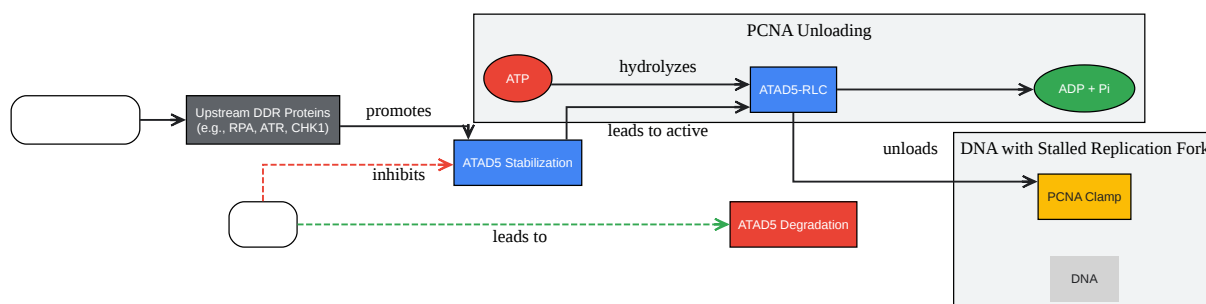 PCNA Unloading
ATP
hydrolyzes
ATAD5-RLC
ADP + Pi
Upstream DDR Proteins
(e.g., RPA, ATR, CHK1)
promotes
leads to active
ATAD5 Stabilization
inhibits
unloads
DNA with Stalled Replication Fork
PCNA Clamp
ATAD5 Degradation
leads to
DNA